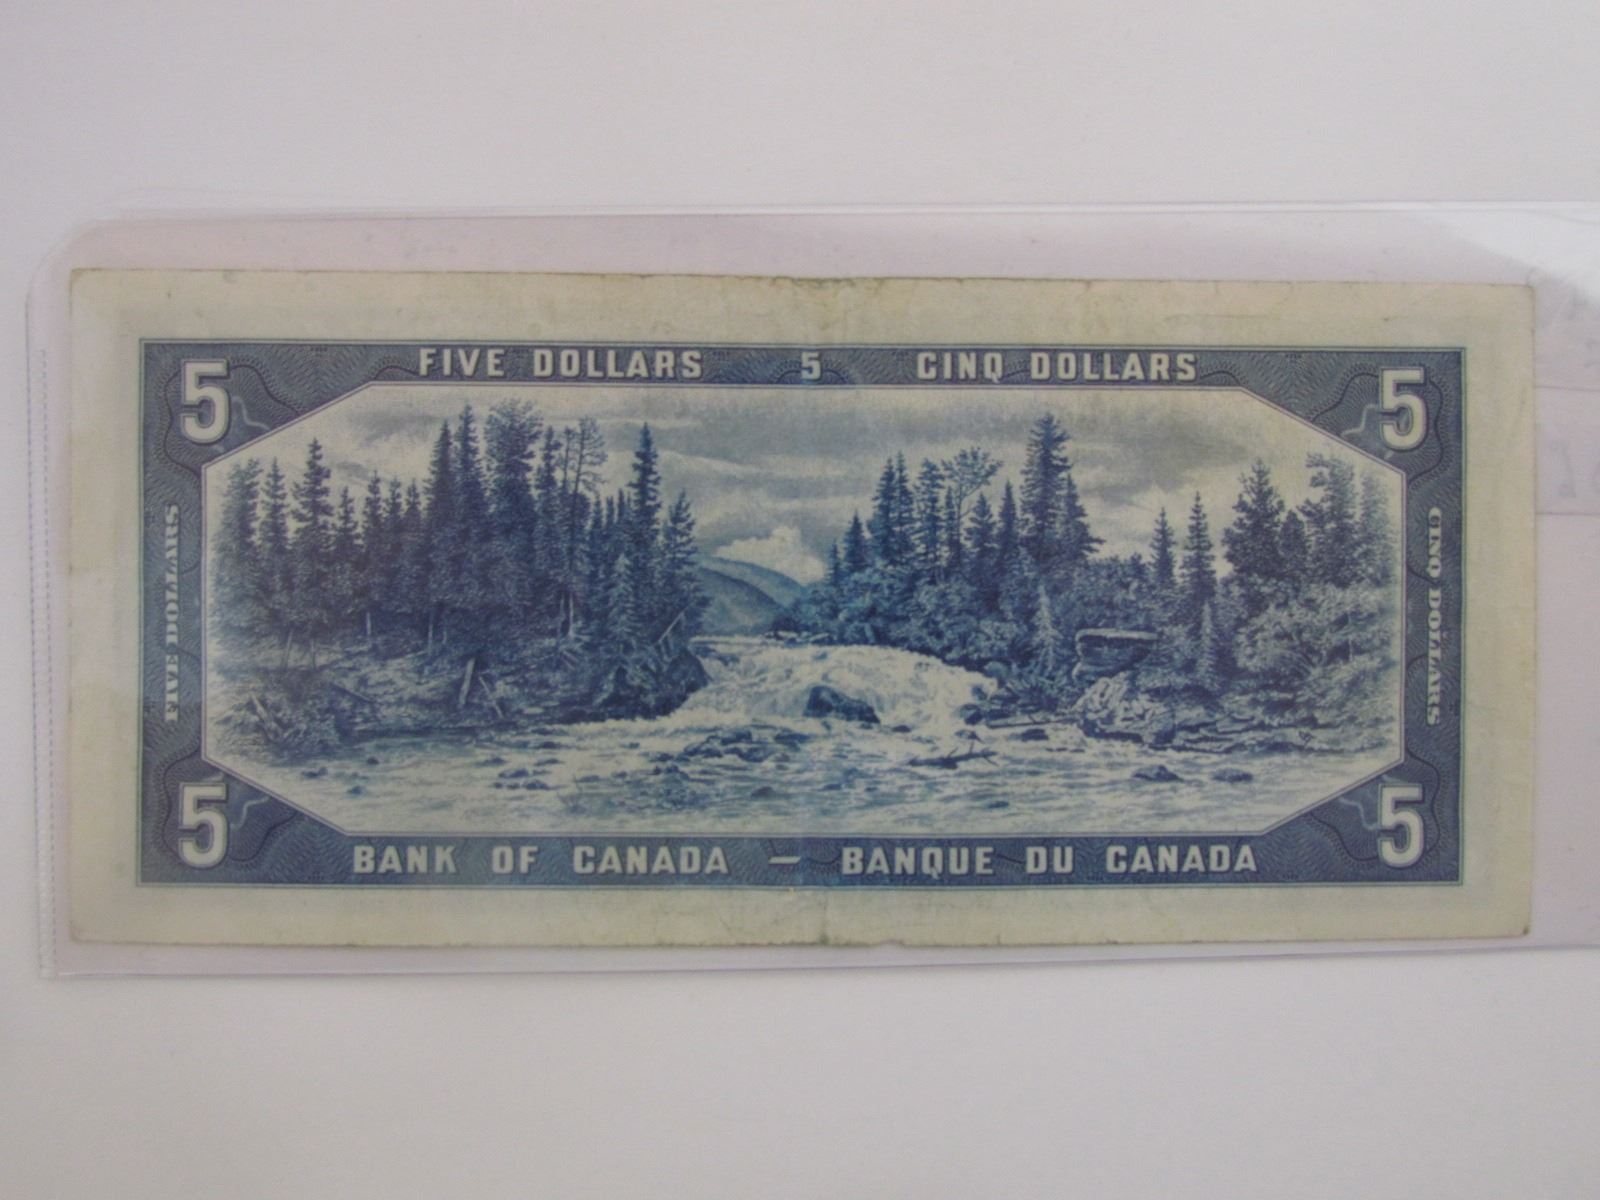 FIVE DOLLARS 5 CINQ DOLLARS
5
5
FIVE DOLLARS
CINQ DOLLARS
5
5
BANK OF CANADA — BANQUE DU CANADA